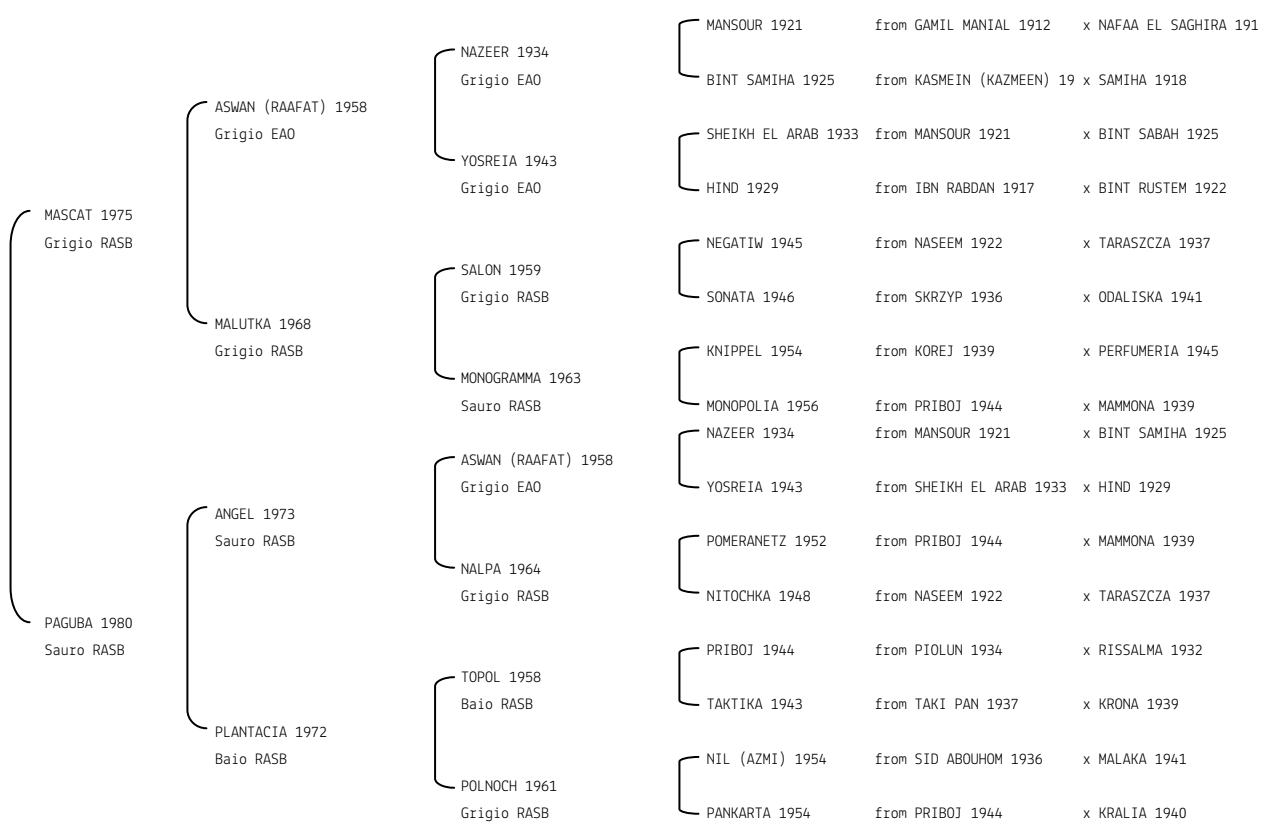 MANSOUR 1921 from GAMIL MANIAL 1912 x NAFAA EL SAGHIRA 191
NAZEER 1934
Grigio EAO
BINT SAMIHA 1925 from KASMEIN (KAZMEEN) 19 x SAMIHA 1918
ASWAN (RAAFAT) 1958
Grigio EAO
SHEIKH EL ARAB 1933 from MANSOUR 1921 x BINT SABAH 1925
YOSREIA 1943
Grigio EAO
HIND 1929 from IBN RABDAN 1917 x BINT RUSTEM 1922
MASCAT 1975
Grigio RASB
NEGATIW 1945 from NASEEM 1922 x TARASZCZA 1937
SALON 1959
Grigio RASB
SONATA 1946 from SKRZYP 1936 x ODALISKA 1941
MALUTKA 1968
Grigio RASB
KNIPPEL 1954 from KOREJ 1939 x PERFUMERIA 1945
MONOGRAMMA 1963
Sauro RASB
MONOPOLIA 1956 from PRIBOJ 1944 x MAMMONA 1939
NAZEER 1934 from MANSOUR 1921 x BINT SAMIHA 1925
ASWAN (RAAFAT) 1958
Grigio EAO
YOSREIA 1943 from SHEIKH EL ARAB 1933 x HIND 1929
ANGEL 1973
Sauro RASB
POMERANETZ 1952 from PRIBOJ 1944 x MAMMONA 1939
NALPA 1964
Grigio RASB
NITOCHKA 1948 from NASEEM 1922 x TARASZCZA 1937
PAGUBA 1980
Sauro RASB
PRIBOJ 1944 from PIOLUN 1934 x RISSALMA 1932
TOPOL 1958
Baio RASB
TAKTIKA 1943 from TAKI PAN 1937 x KRONA 1939
PLANTACIA 1972
Baio RASB
NIL (AZMI) 1954 from SID ABOUHOM 1936 x MALAKA 1941
POLNOCH 1961
Grigio RASB
PANKARTA 1954 from PRIBOJ 1944 x KRALIA 1940